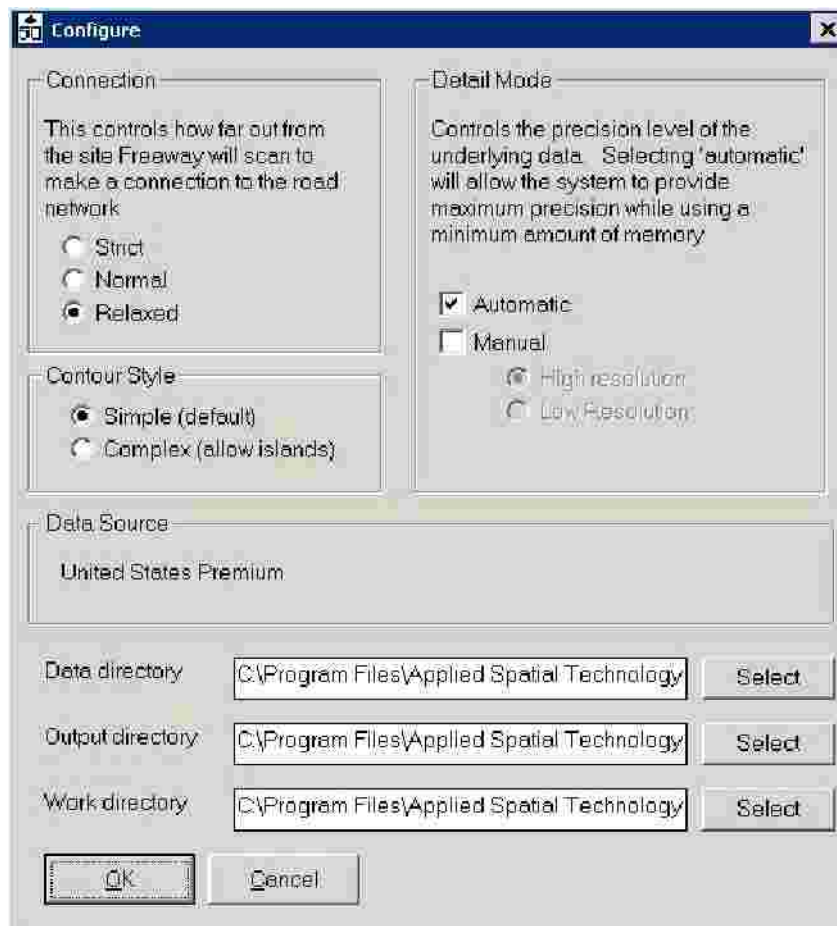 Configure
Connection
This controls how far out from
the site Freeway will scan to
make a connection to the road
network
Strict
Normal
Relaxed
Contour Style
Simple (default)
Complex (allow islands)
Detail Mode
Controls the precision level of the
underlying data. Selecting 'automatic'
will allow the system to provide
maximum precision while using a
minimum amount of memory
Automatic
Manual
High resolution
Low Resolution
Data Source
United States Premium
Data directory
C:\Program Files\Applied Spatial Technology
Select
Output directory
C:\Program Files\Applied Spatial Technology
Select
Work directory
C:\Program Files\Applied Spatial Technology
Select
OK
Cancel